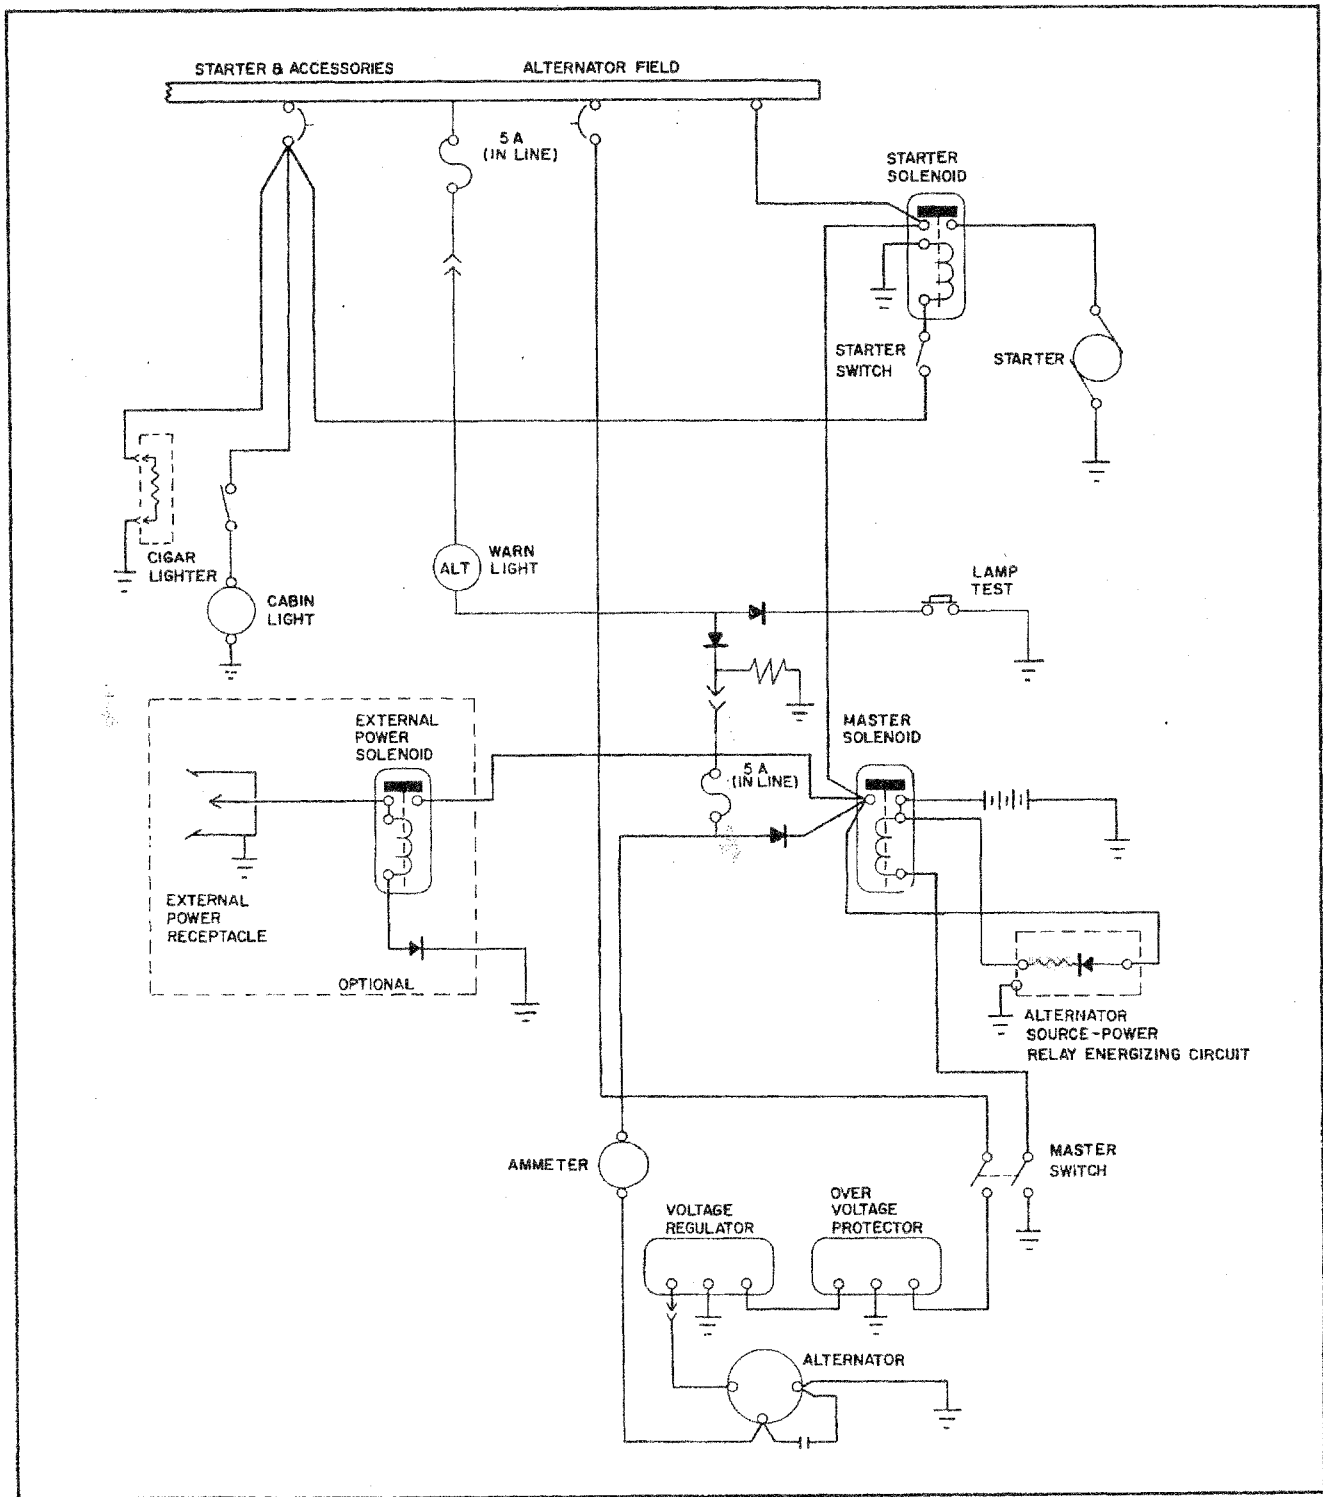 STARTER & ACCESSORIES
ALTERNATOR FIELD
5 A
(IN LINE)
STARTER
SOLENOID
STARTER
SWITCH
STARTER
CIGAR
LIGHTER
CABIN
LIGHT
ALT
WARN
LIGHT
LAMP
TEST
EXTERNAL
POWER
SOLENOID
MASTER
SOLENOID
5 A
(IN LINE)
EXTERNAL
POWER
RECEPTACLE
OPTIONAL
ALTERNATOR
SOURCE-POWER
RELAY ENERGIZING CIRCUIT
AMMETER
MASTER
SWITCH
VOLTAGE
REGULATOR
OVER
VOLTAGE
PROTECTOR
ALTERNATOR